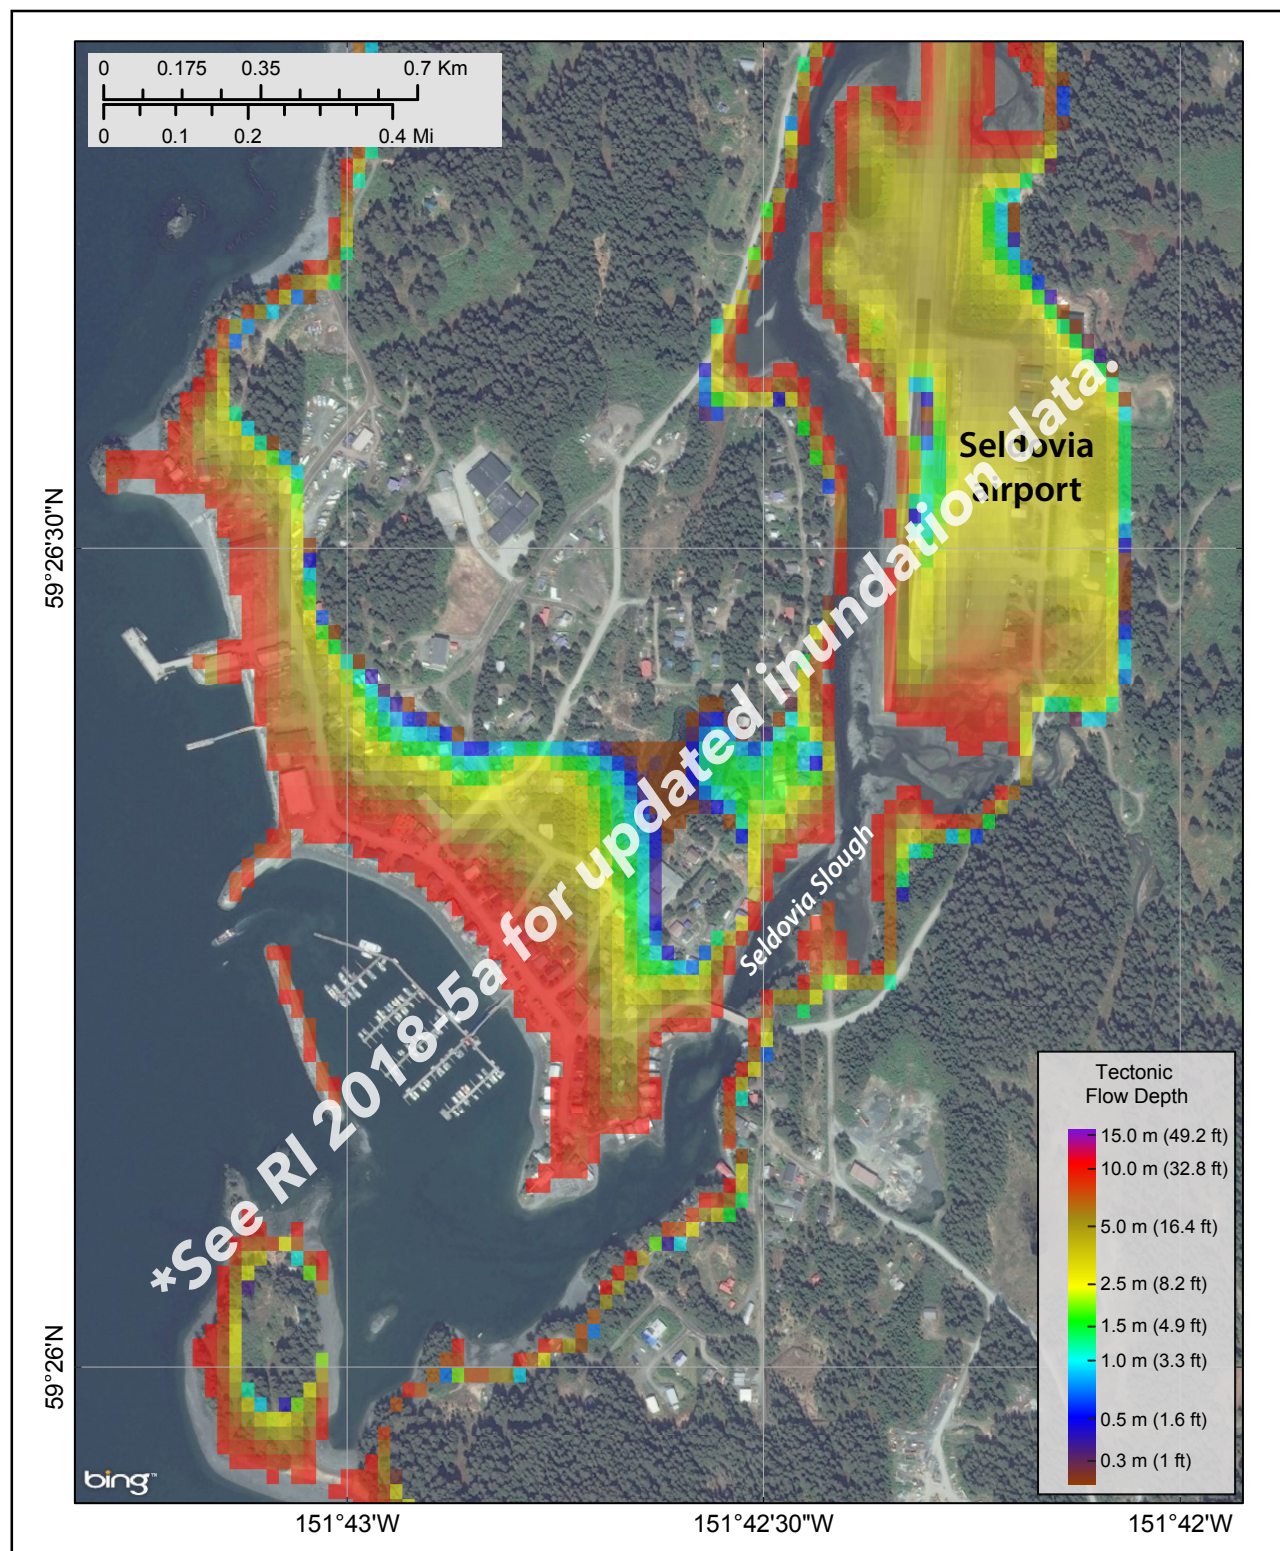 0 0.175 0.35 0.7 Km
0 0.1 0.2 0.4 Mi
Seldovia
airport
59°26'30"N
*See RI 2018-5a for updated inundation data.
Seldovia Slough
Tectonic
Flow Depth
15.0 m (49.2 ft)
10.0 m (32.8 ft)
5.0 m (16.4 ft)
2.5 m (8.2 ft)
1.5 m (4.9 ft)
1.0 m (3.3 ft)
0.5 m (1.6 ft)
0.3 m (1 ft)
59°26'N
bing™
151°43'W 151°42'30"W 151°42'W